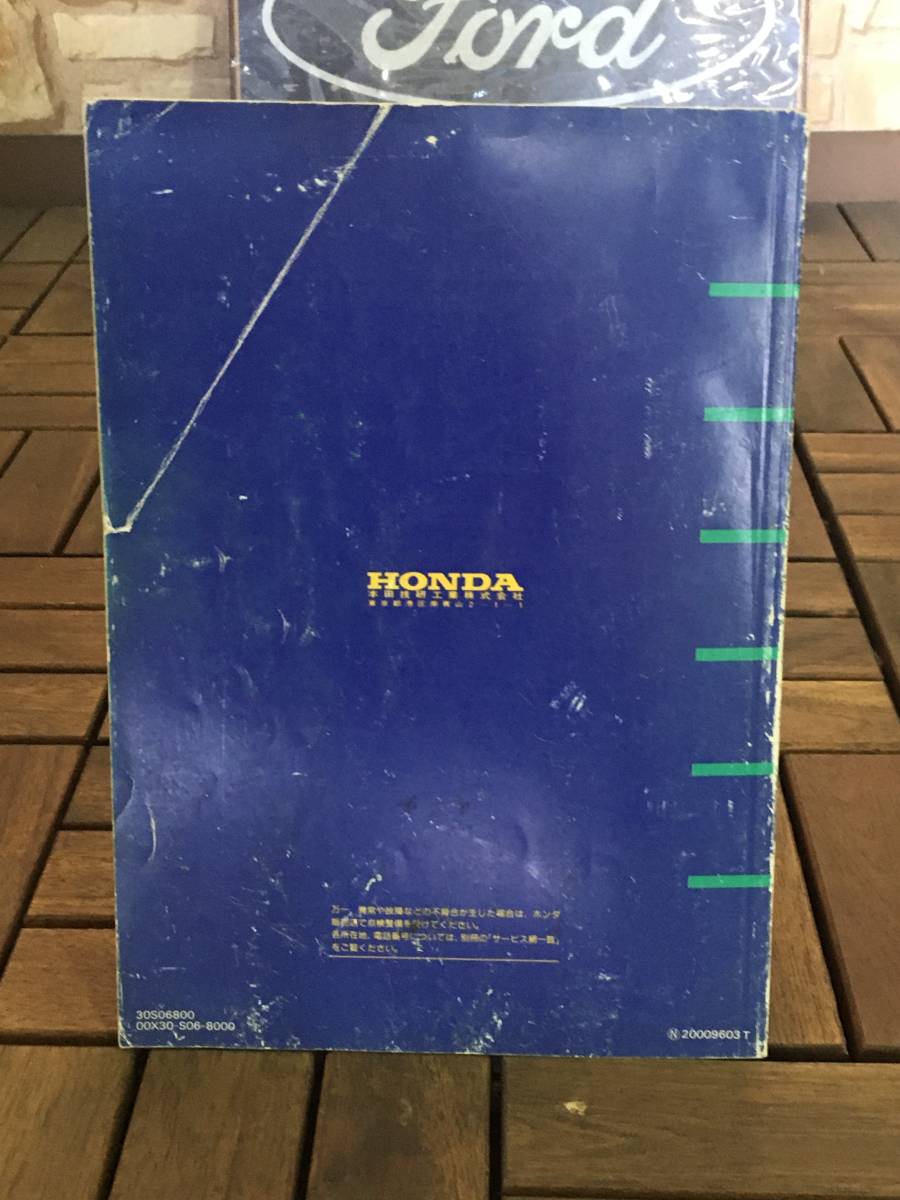 Ford
HONDA
本田技研工業株式会社
東京都港区南青山2-1-1
万一、異常や故障などの不具合が生じた場合は、ホンダ
販売店で点検整備を受けてください。
各所在地、電話番号については、別冊の「サービス網一覧」
をご覧ください。
30S06800
00X30-S06-8000
Ⓝ 20009603 T